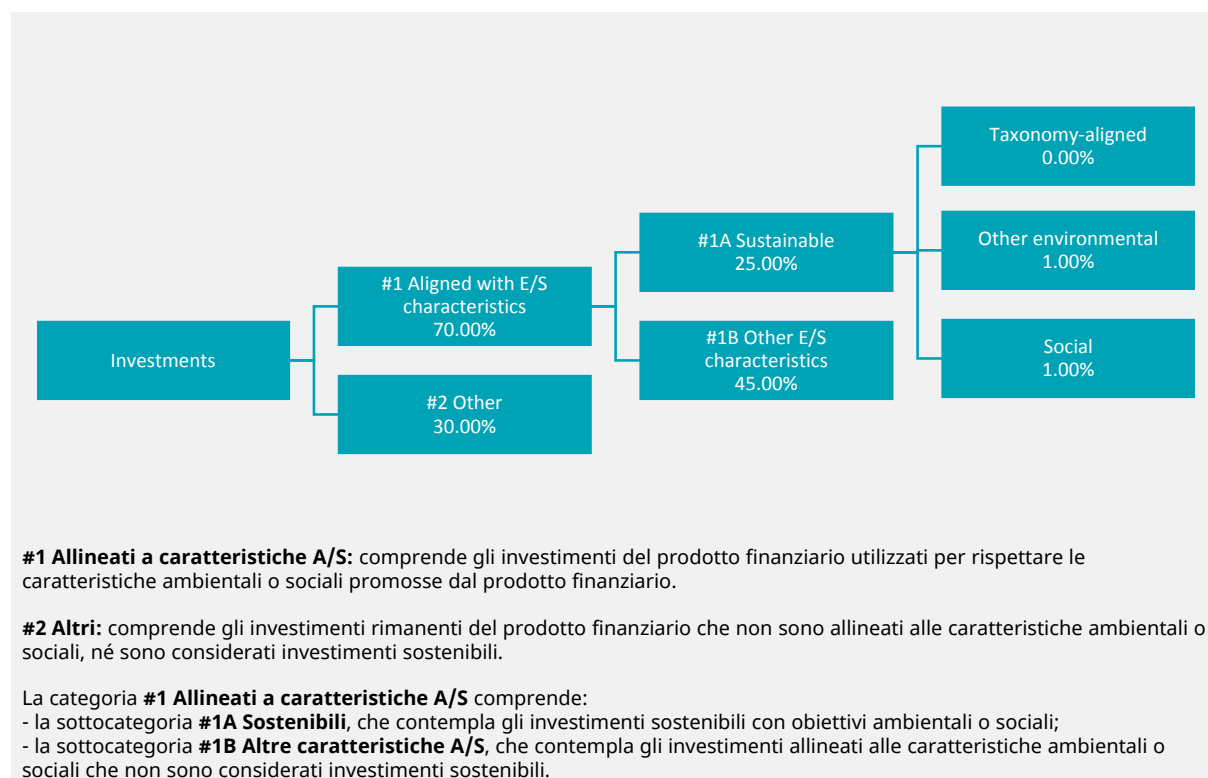 Investments
#1 Aligned with E/S
characteristics
70.00%
#2 Other
30.00%
#1A Sustainable
25.00%
#1B Other E/S
characteristics
45.00%
Taxonomy-aligned
0.00%
Other environmental
1.00%
Social
1.00%
#1 Allineati a caratteristiche A/S: comprende gli investimenti del prodotto finanziario utilizzati per rispettare le
caratteristiche ambientali o sociali promosse dal prodotto finanziario.
#2 Altri: comprende gli investimenti rimanenti del prodotto finanziario che non sono allineati alle caratteristiche ambientali o
sociali, né sono considerati investimenti sostenibili.
La categoria #1 Allineati a caratteristiche A/S comprende:
- la sottocategoria #1A Sostenibili, che contempla gli investimenti sostenibili con obiettivi ambientali o sociali;
- la sottocategoria #1B Altre caratteristiche A/S, che contempla gli investimenti allineati alle caratteristiche ambientali o
sociali che non sono considerati investimenti sostenibili.